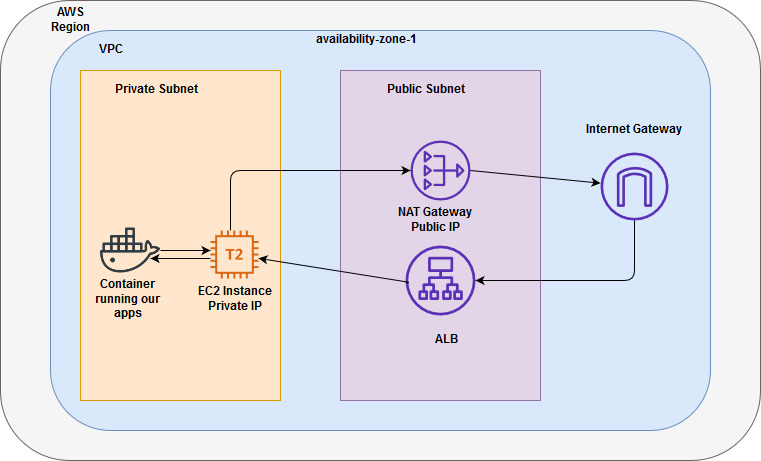 AWS
Region
VPC
availability-zone-1
Private Subnet
Public Subnet
Internet Gateway
NAT Gateway
Public IP
T2
Container
running our
apps
EC2 Instance
Private IP
ALB